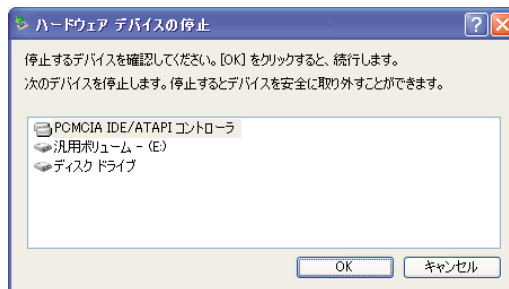 ハードウェア デバイスの停止
停止するデバイスを確認してください。[OK] をクリックすると、続行します。
次のデバイスを停止します。停止するとデバイスを安全に取り外すことができます。
PCMCIA IDE/ATAPI コントローラ
汎用ボリューム - (E:)
ディスク ドライブ
OK
キャンセル